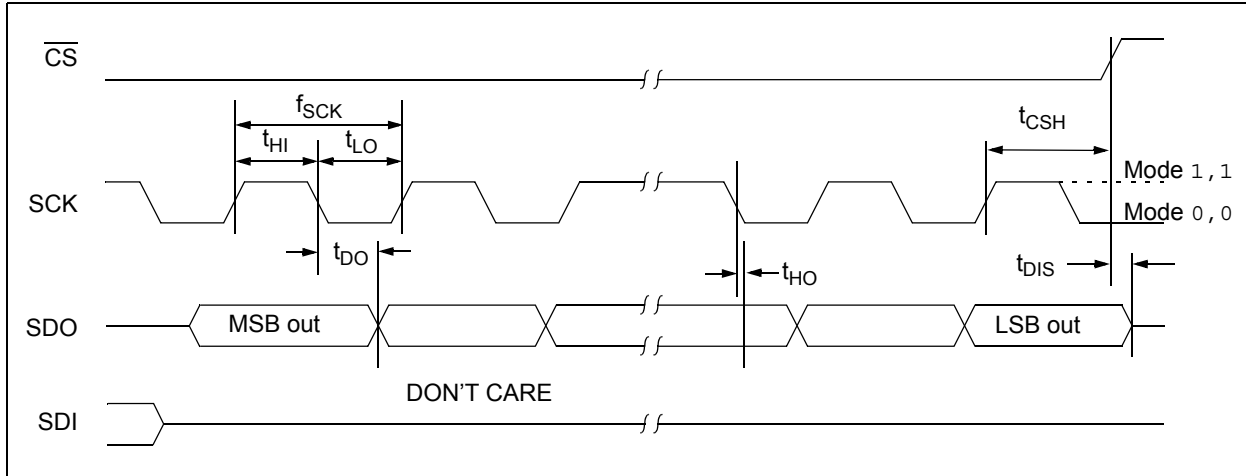 CS
fSCK
tHI
tLO
tCSH
SCK
Mode 1,1
Mode 0,0
tDO
tHO
tDIS
SDO
MSB out
LSB out
DON'T CARE
SDI